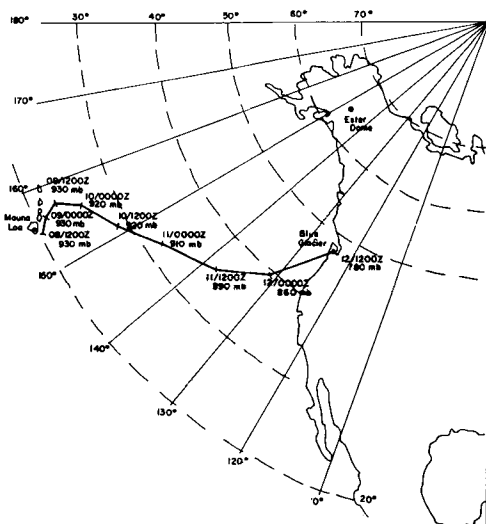 180° 30° 40° 50° 60° 70°
170°
Ester
Dome
160° 09/1200Z
930 mb
10/0000Z
920 mb
Mauna
Loa
09/0000Z
930 mb
08/1200Z
930 mb
10/1200Z
920 mb
11/0000Z
910 mb
Blue
Glacier
150°
11/1200Z
890 mb
12/0000Z
860 mb
12/1200Z
780 mb
140°
130°
120°
20°